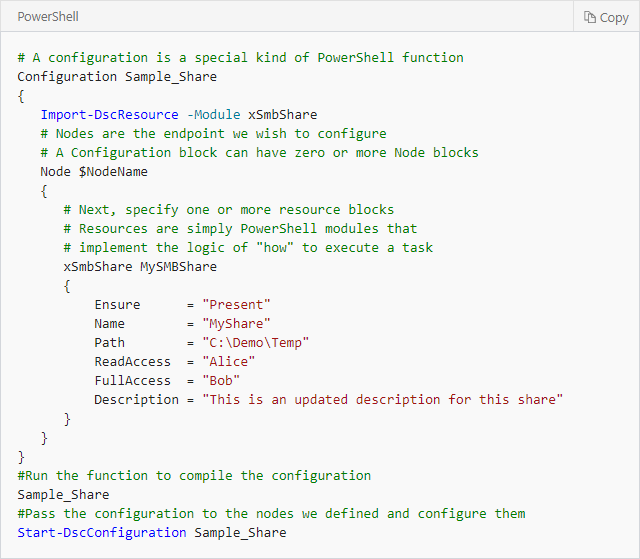 PowerShell
Copy
# A configuration is a special kind of PowerShell function
Configuration Sample_Share
{
   Import-DscResource -Module xSmbShare
   # Nodes are the endpoint we wish to configure
   # A Configuration block can have zero or more Node blocks
   Node $NodeName
   {
      # Next, specify one or more resource blocks
      # Resources are simply PowerShell modules that
      # implement the logic of "how" to execute a task
      xSmbShare MySMBShare
      {
          Ensure      = "Present"
          Name        = "MyShare"
          Path        = "C:\Demo\Temp"
          ReadAccess  = "Alice"
          FullAccess  = "Bob"
          Description = "This is an updated description for this share"
      }
   }
}
#Run the function to compile the configuration
Sample_Share
#Pass the configuration to the nodes we defined and configure them
Start-DscConfiguration Sample_Share